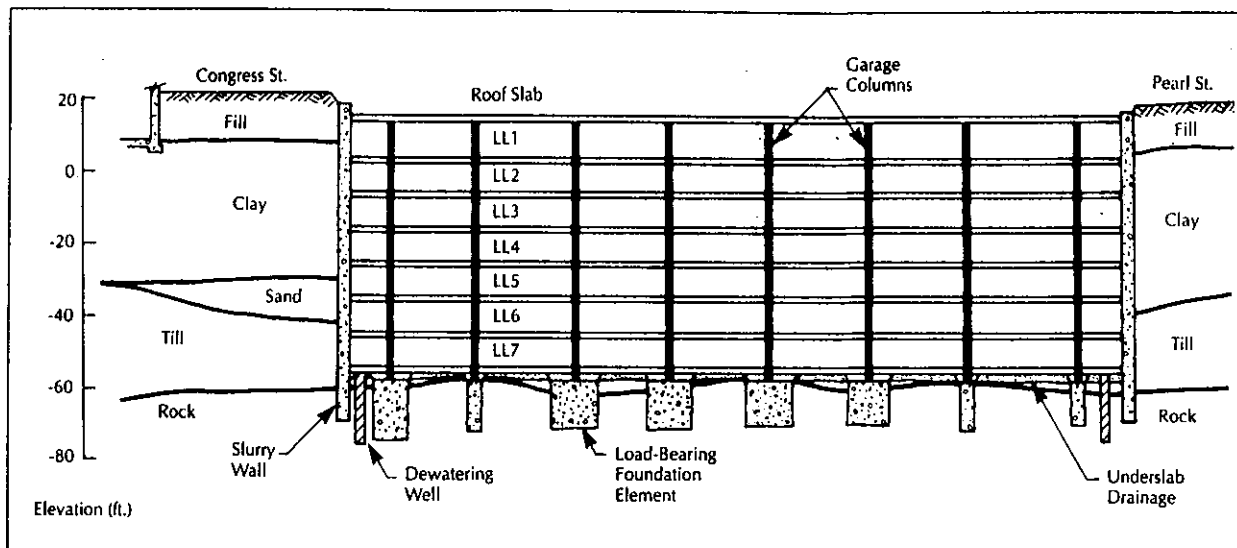 Congress St.
Roof Slab
Garage
Columns
Pearl St.
20
0
-20
-40
-60
-80
Fill
Clay
Sand
Till
Rock
LL1
LL2
LL3
LL4
LL5
LL6
LL7
Fill
Clay
Till
Rock
Slurry
Wall
Dewatering
Well
Load-Bearing
Foundation
Element
Underslab
Drainage
Elevation (ft.)